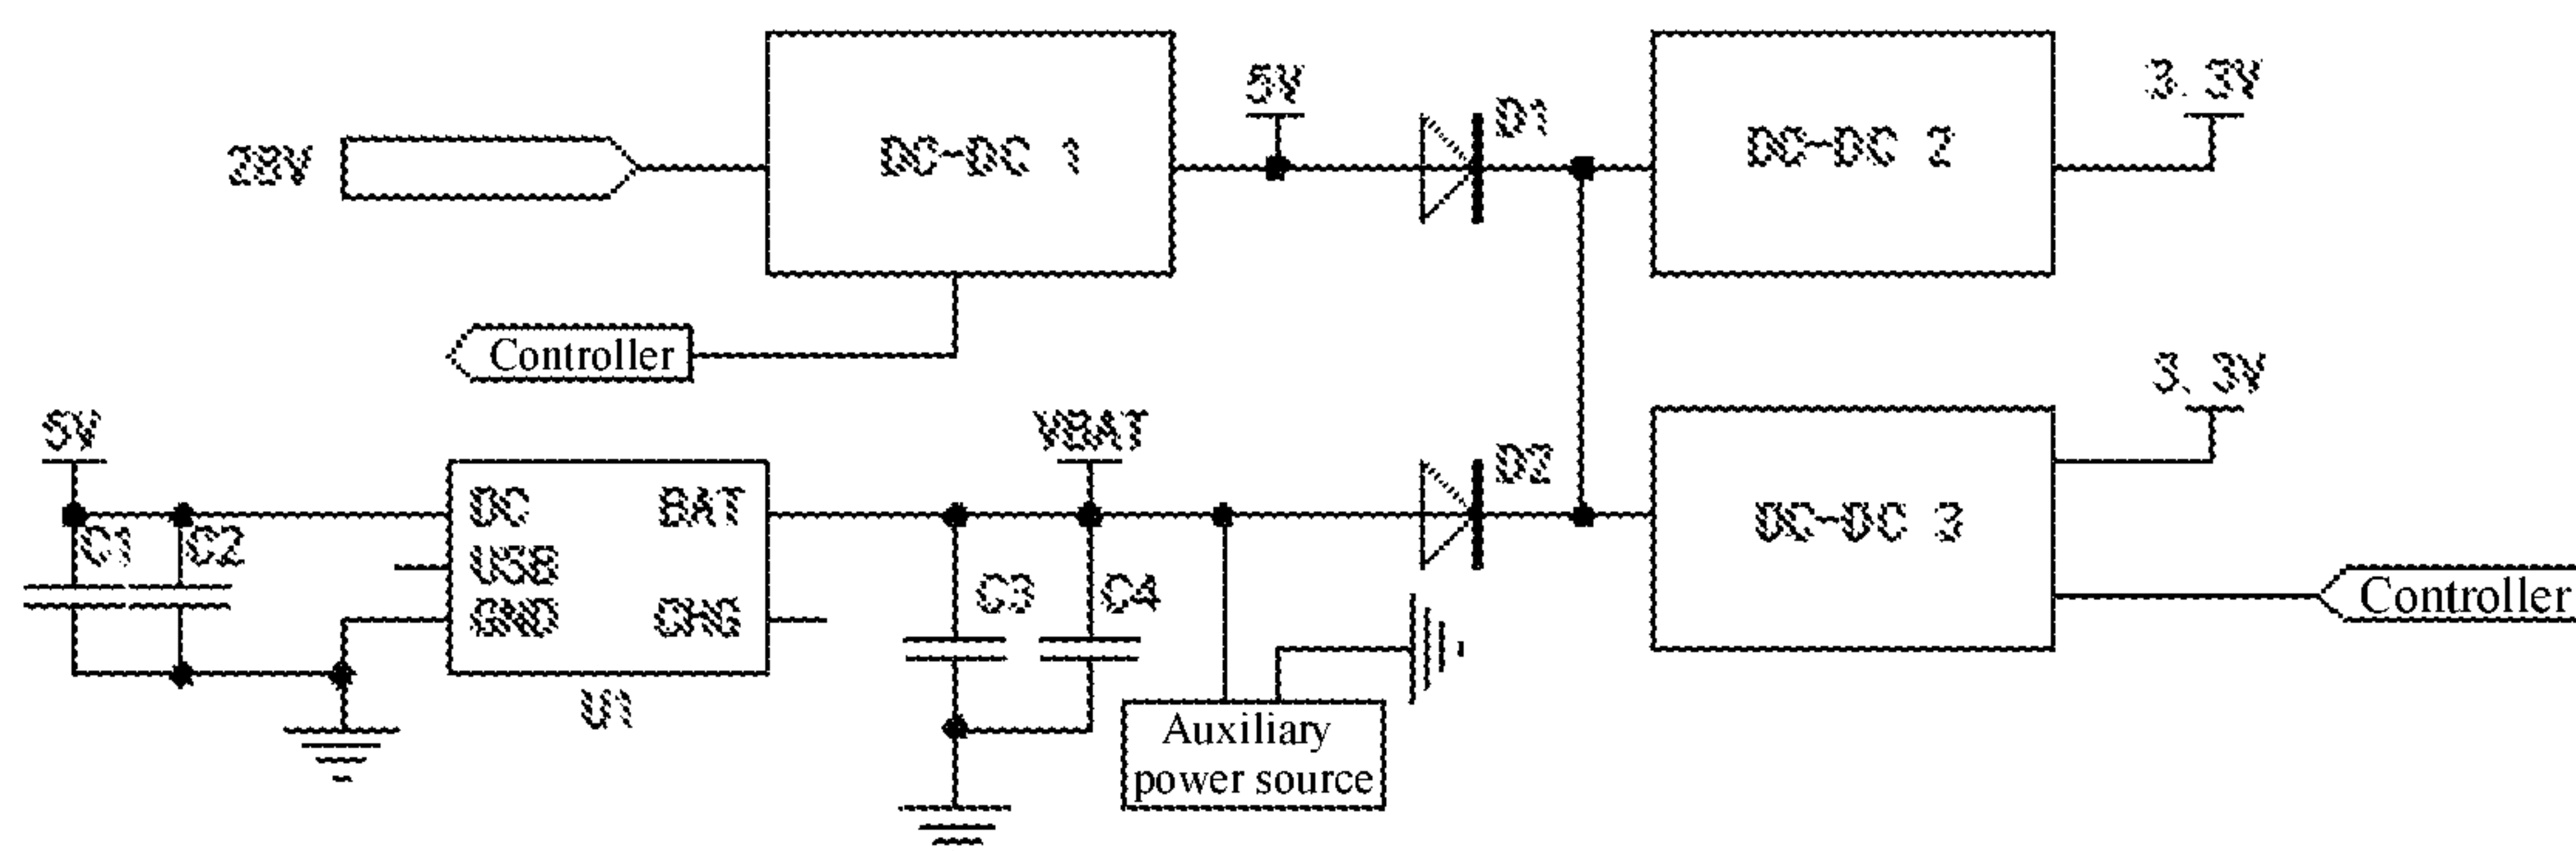 28V
DC-DC 1
5V
D1
DC-DC 2
3.3V
Controller
5V
C1
C2
DC
USB
GND
BAT
CHG
U1
VBAT
C3
C4
D2
Auxiliary
power source
DC-DC 3
3.3V
Controller